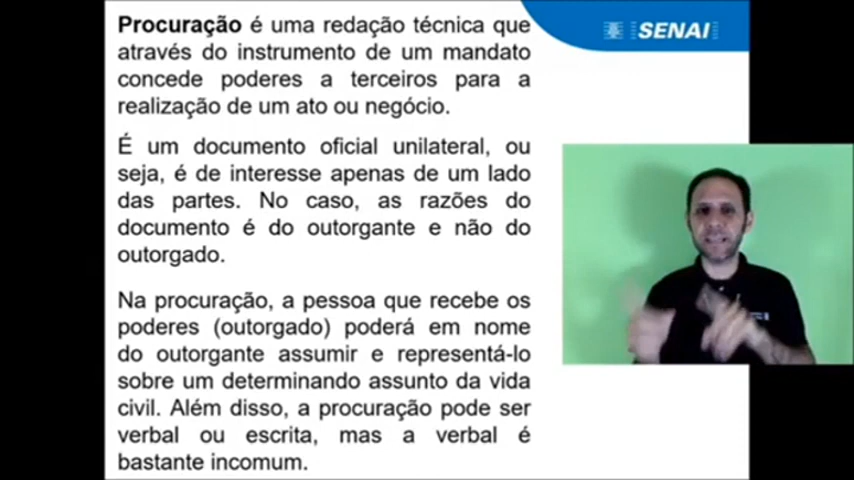 Procuração é uma redação técnica que
através do instrumento de um mandato
concede poderes a terceiros para a
realização de um ato ou negócio.
É um documento oficial unilateral, ou
seja, é de interesse apenas de um lado
das partes. No caso, as razões do
documento é do outorgante e não do
outorgado.
Na procuração, a pessoa que recebe os
poderes (outorgado) poderá em nome
do outorgante assumir e representá-lo
sobre um determinando assunto da vida
civil. Além disso, a procuração pode ser
verbal ou escrita, mas a verbal é
bastante incomum.
SENAI